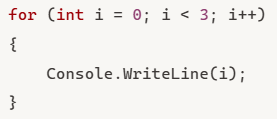 for (int i = 0; i < 3; i++)
{
    Console.WriteLine(i);
}